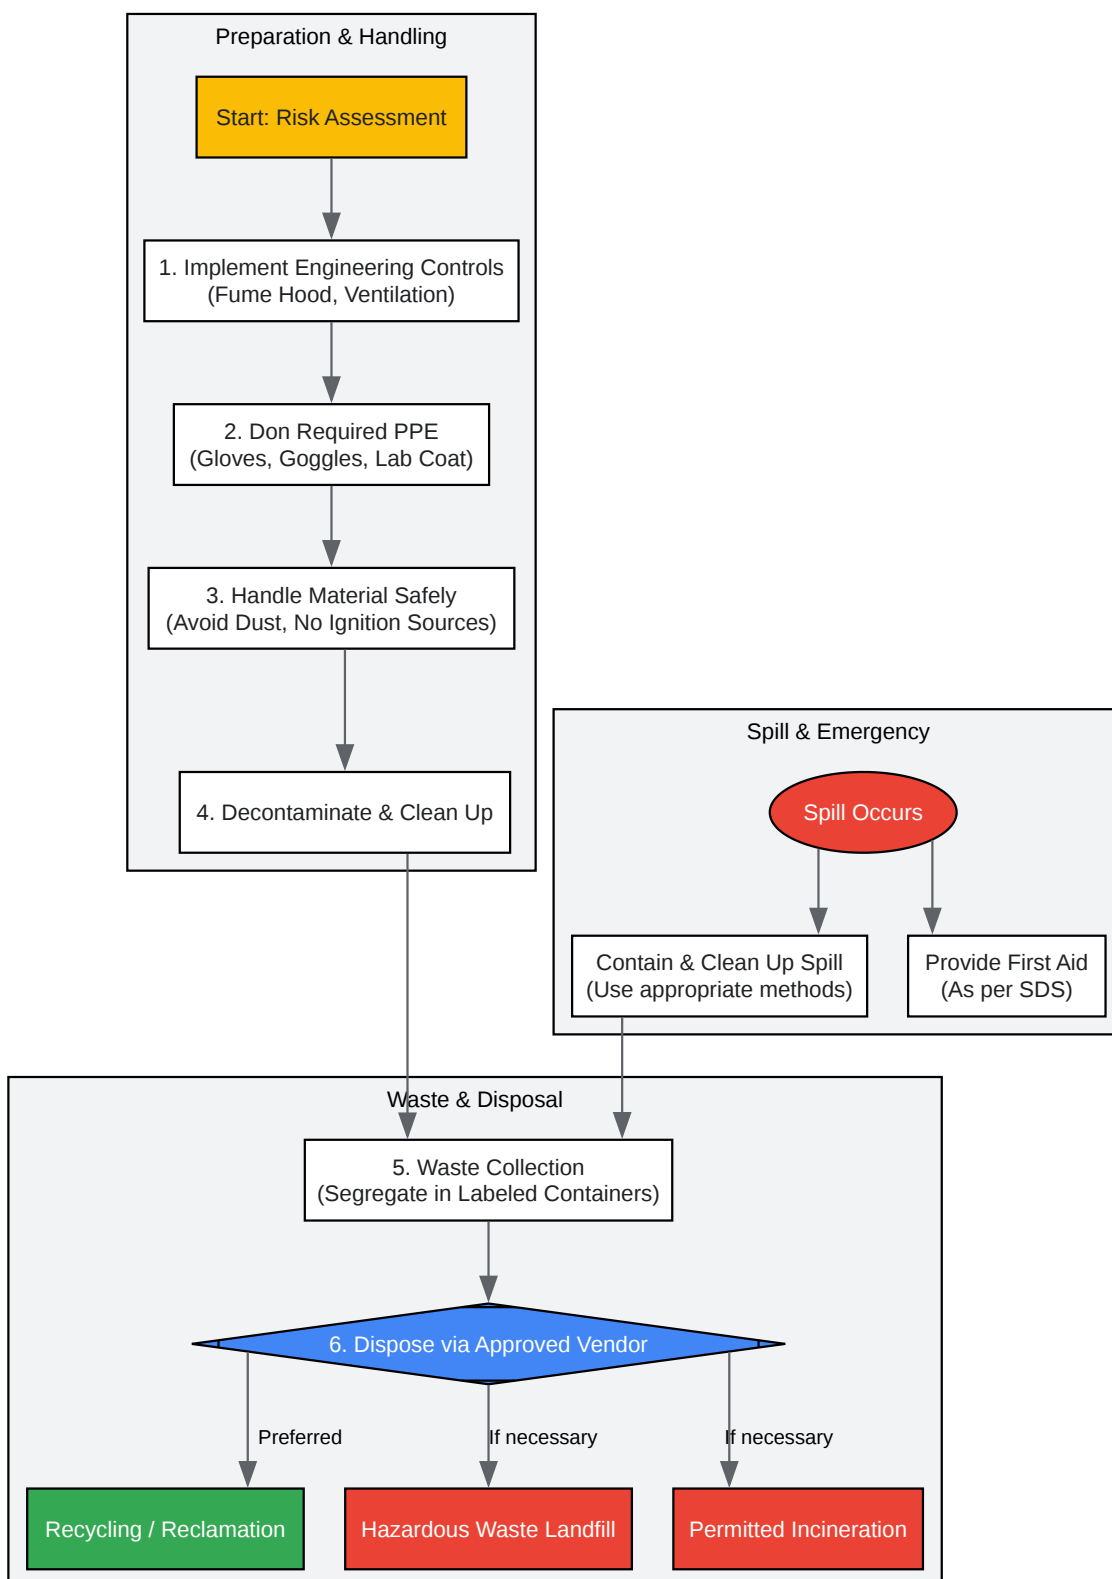 Preparation & Handling
Start: Risk Assessment
1. Implement Engineering Controls
(Fume Hood, Ventilation)
2. Don Required PPE
(Gloves, Goggles, Lab Coat)
3. Handle Material Safely
(Avoid Dust, No Ignition Sources)
4. Decontaminate & Clean Up
Spill & Emergency
Spill Occurs
Contain & Clean Up Spill
(Use appropriate methods)
Provide First Aid
(As per SDS)
Waste & Disposal
5. Waste Collection
(Segregate in Labeled Containers)
6. Dispose via Approved Vendor
Preferred
If necessary
If necessary
Recycling / Reclamation
Hazardous Waste Landfill
Permitted Incineration